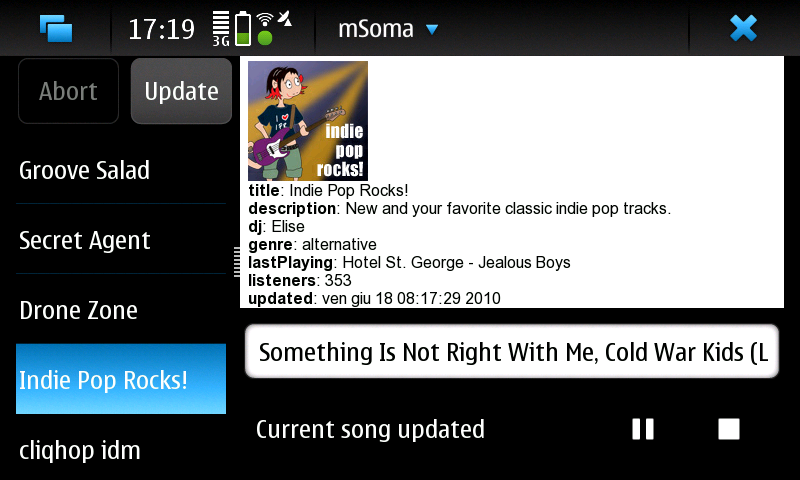 17:19
3G
mSoma
Abort
Update
Groove Salad
Secret Agent
Drone Zone
Indie Pop Rocks!
cliqhop idm
indie
pop
rocks!
title: Indie Pop Rocks!
description: New and your favorite classic indie pop tracks.
dj: Elise
genre: alternative
lastPlaying: Hotel St. George - Jealous Boys
listeners: 353
updated: ven giu 18 08:17:29 2010
Something Is Not Right With Me, Cold War Kids (L
Current song updated